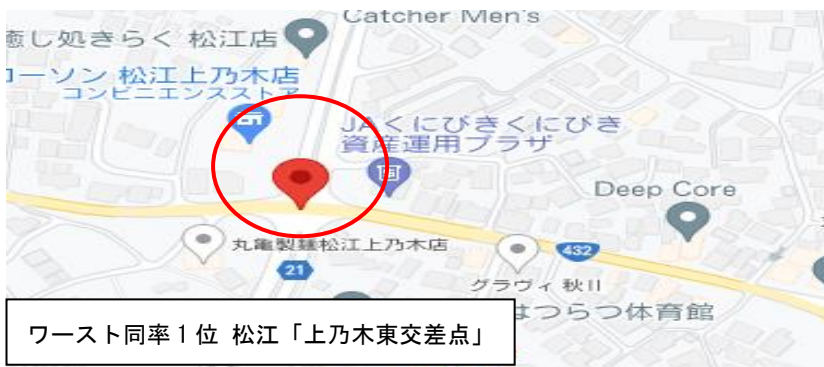 Catcher Men's
癒し処きらく 松江店
ローソン 松江上乃木店
コンビニエンスストア
JAくにびきくにびき
資産運用プラザ
Deep Core
丸亀製麺松江上乃木店
432
21
グラヴィ 秋II
はつらつ体育館
ワースト同率1位 松江「上乃木東交差点」